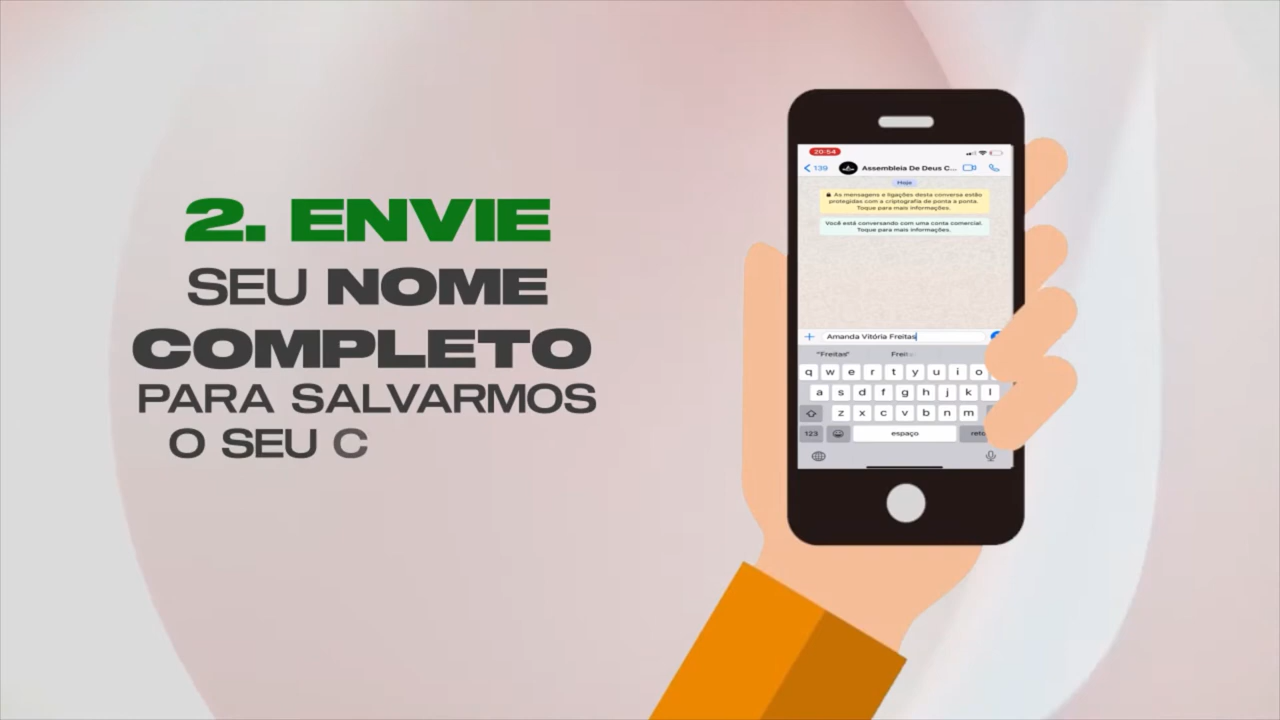 2. ENVIE
SEU NOME
COMPLETO
PARA SALVARMOS
O SEU C
20:54
139
Assembleia De Deus C...
Hoje
As mensagens e ligações desta conversa estão
protegidas com a criptografia de ponta a ponta.
Toque para mais informações.
Você está conversando com uma conta comercial.
Toque para mais informações.
Amanda Vitória Freitas
"Freitas"
q w e r t y u i o
a s d f g h j k l
z x c v b n m
123 espaço